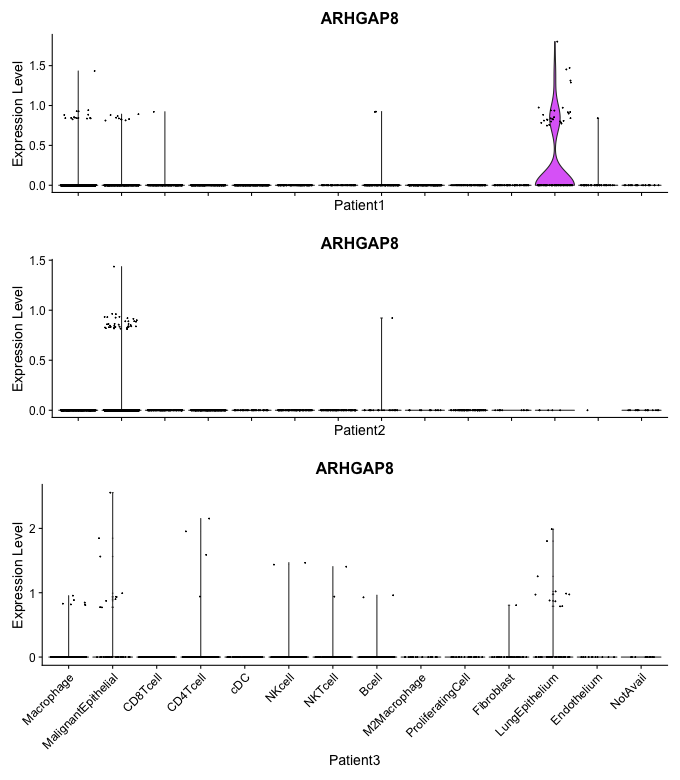 ARHGAP8
Expression Level
1.5
1.0
0.5
0.0
Patient1
ARHGAP8
Expression Level
1.5
1.0
0.5
0.0
Patient2
ARHGAP8
Expression Level
2
1
0
Macrophage
MalignantEpithelial
CD8Tcell
CD4Tcell
cDC
NKcell
NKTcell
Bcell
M2Macrophage
ProliferatingCell
Fibroblast
LungEpithelium
Endothelium
NotAvail
Patient3